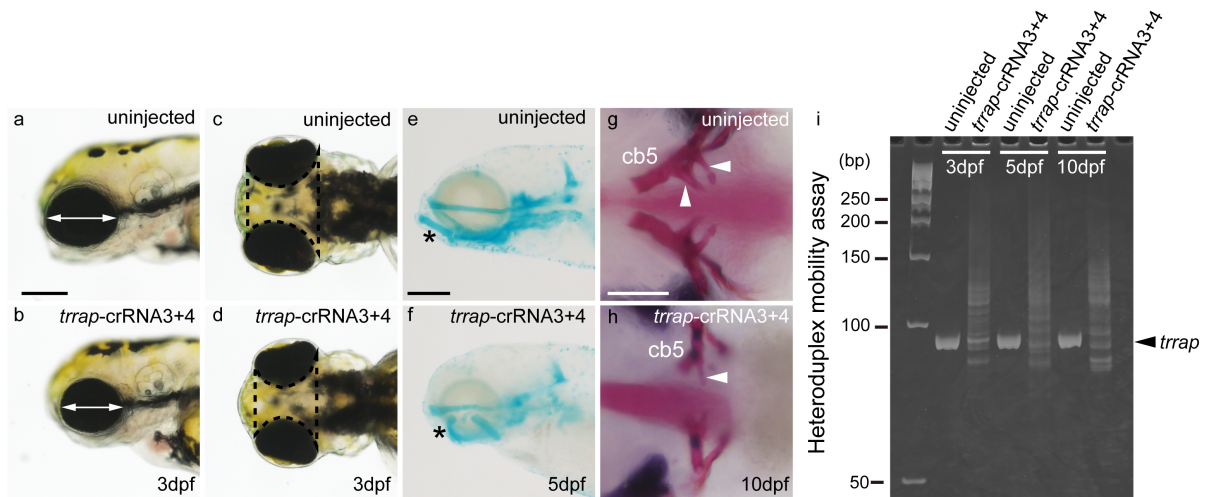 a uninjected
b trrap-crRNA3+4
3dpf
c uninjected
d trrap-crRNA3+4
3dpf
e uninjected
*
f trrap-crRNA3+4
*
5dpf
g uninjected
cb5
h trrap-crRNA3+4
cb5
10dpf
i
Heteroduplex mobility assay
uninjected
trrap-crRNA3+4
uninjected
trrap-crRNA3+4
uninjected
trrap-crRNA3+4
3dpf 5dpf 10dpf
(bp)
250
200
150
100
50
trrap